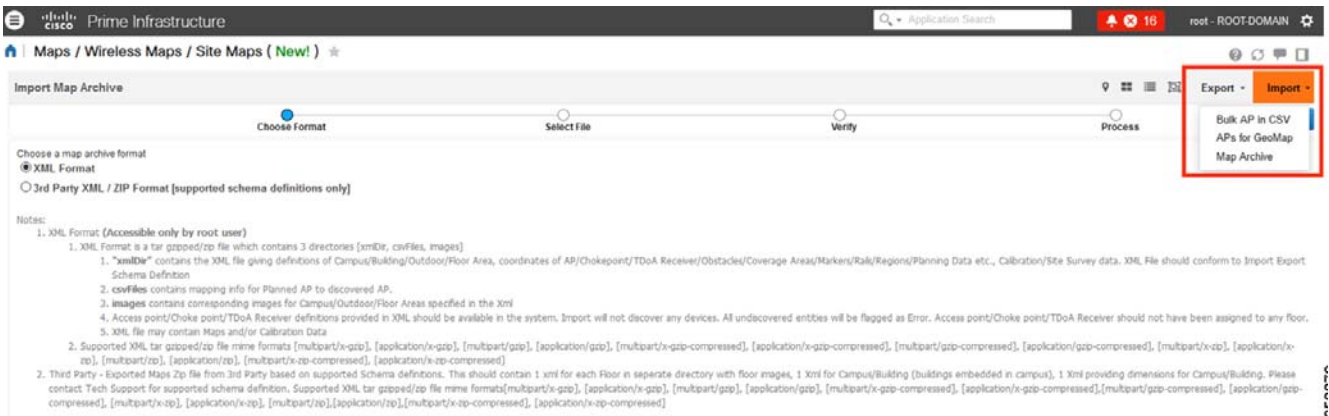 cisco Prime Infrastructure
Application Search
16
root - ROOT-DOMAIN
Maps / Wireless Maps / Site Maps ( New! )
Import Map Archive
Export
Import
Choose Format
Select File
Verify
Process
Bulk AP in CSV
APs for GeoMap
Map Archive
Choose a map archive format
XML Format
3rd Party XML / ZIP Format [supported schema definitions only]
Notes:
1. XML Format (Accessible only by root user)
1. XML Format is a tar gzipped/zip file which contains 3 directories [xmlDir, csvFiles, images]
1. "xmlDir" contains the XML file giving definitions of Campus/Building/Outdoor/Floor Area, coordinates of AP/Chokepoint/TDoA Receiver/Obstacles/Coverage Areas/Markers/Rails/Regions/Planning Data etc., Calibration/Site Survey data. XML File should conform to Import Export
Schema Definition
2. csvFiles contains mapping info for Planned AP to discovered AP.
3. images contains corresponding images for Campus/Outdoor/Floor Areas specified in the Xml
4. Access point/Choke point/TDoA Receiver definitions provided in XML should be available in the system. Import will not discover any devices. All undiscovered entities will be flagged as Error. Access point/Choke point/TDoA Receiver should not have been assigned to any floor.
5. XML file may contain Maps and/or Calibration Data
2. Supported XML tar gzipped/zip file mime formats [multipart/x-gzip], [application/x-gzip], [multipart/gzip], [application/gzip], [multipart/x-gzip-compressed], [application/x-gzip-compressed], [multipart/gzip-compressed], [application/gzip-compressed], [multipart/x-zip], [application/x-
zip], [multipart/zip], [application/zip], [multipart/x-zip-compressed], [application/x-zip-compressed]
2. Third Party - Exported Maps Zip file from 3rd Party based on supported Schema definitions. This should contain 1 xml for each Floor in seperate directory with floor images, 1 Xml for Campus/Building (buildings embedded in campus), 1 Xml providing dimensions for Campus/Building. Please
contact Tech Support for supported schema definition. Supported XML tar gzipped/zip file mime formats[multipart/x-gzip], [application/x-gzip], [multipart/gzip], [application/gzip], [multipart/x-gzip-compressed], [application/x-gzip-compressed],[multipart/gzip-compressed], [application/gzip-
compressed], [multipart/x-zip], [application/x-zip], [multipart/zip],[application/zip],[multipart/x-zip-compressed], [application/x-zip-compressed]